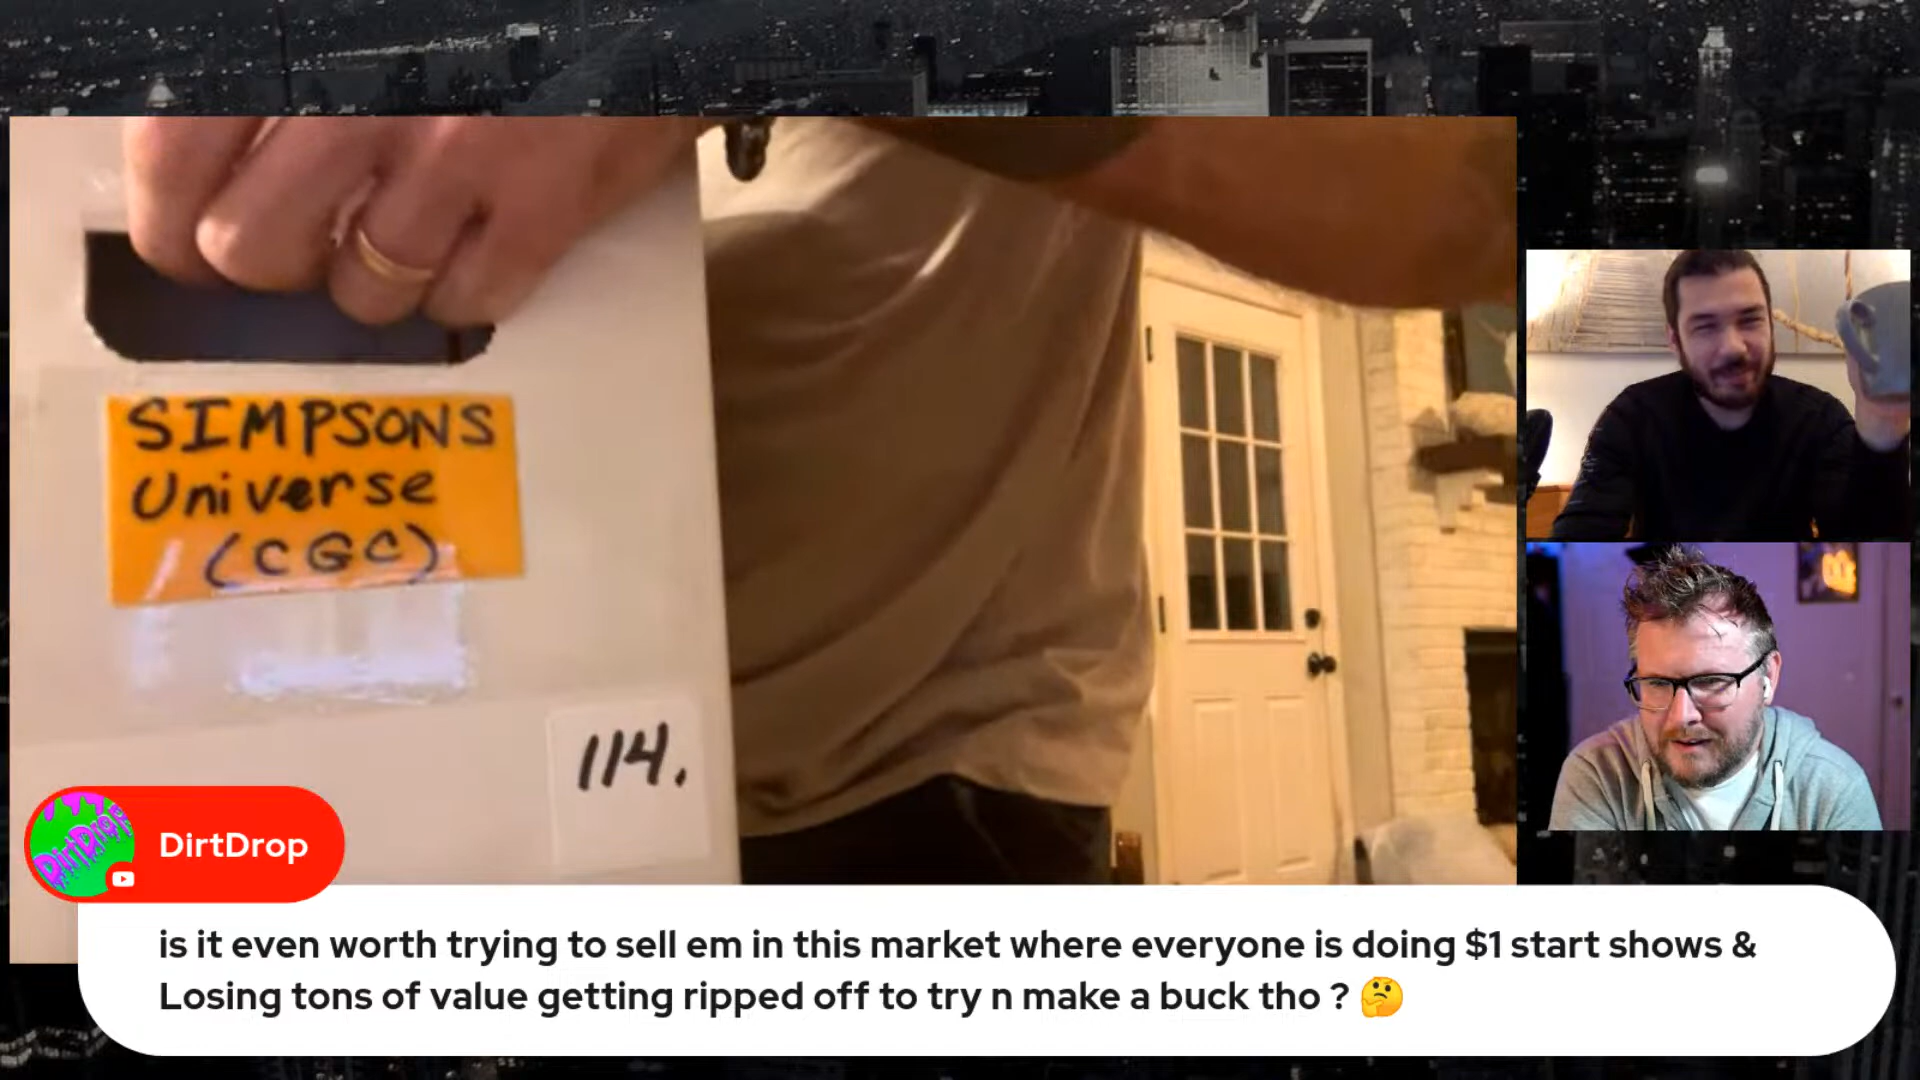 SIMPSONS
Universe
(CGC)
114.
DirtDrop
DirtDrop
is it even worth trying to sell em in this market where everyone is doing $1 start shows &
Losing tons of value getting ripped off to try n make a buck tho ? 🤔